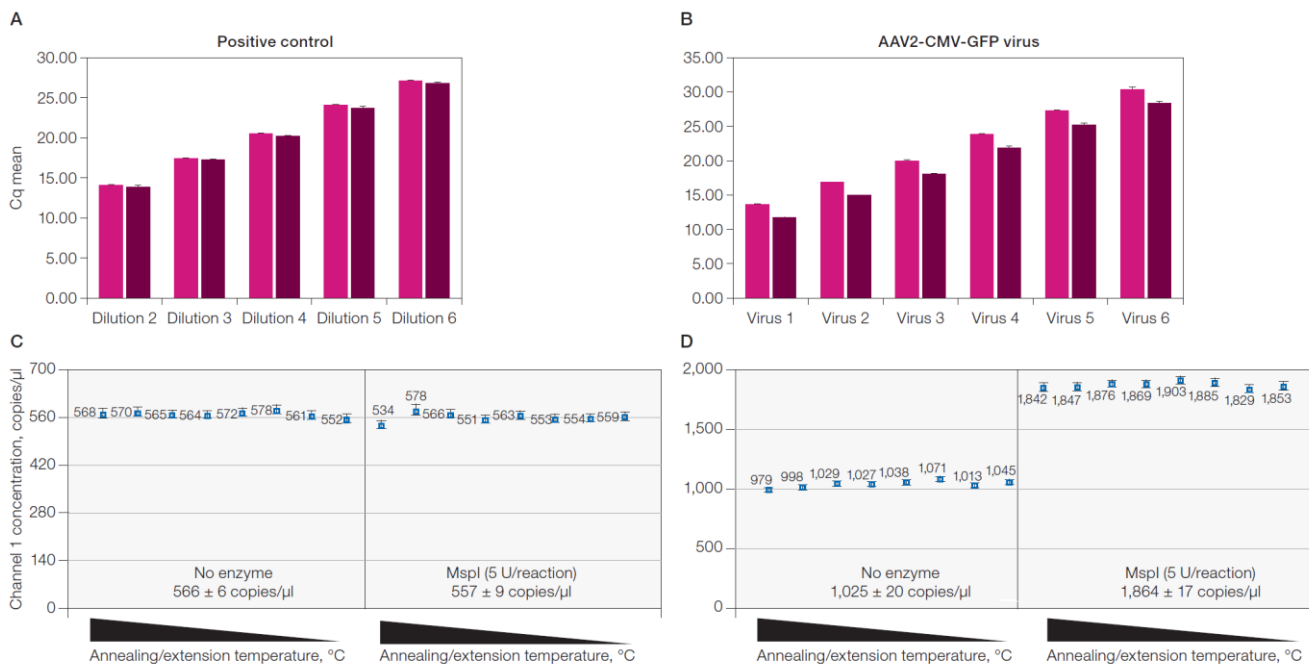 A
Positive control
30.00
25.00
20.00
15.00
10.00
5.00
0.00
Cq mean
Dilution 2 Dilution 3 Dilution 4 Dilution 5 Dilution 6
B
AAV2-CMV-GFP virus
35.00
30.00
25.00
20.00
15.00
10.00
5.00
0.00
Virus 1 Virus 2 Virus 3 Virus 4 Virus 5 Virus 6
C
700
560
420
280
140
0
Channel 1 concentration, copies/µl
568 570 565 564 572 578 561 552
534 578 566 551 563 553 554 559
No enzyme
566 ± 6 copies/µl
MspI (5 U/reaction)
557 ± 9 copies/µl
Annealing/extension temperature, °C
Annealing/extension temperature, °C
D
2,000
1,500
1,000
500
0
979 998 1,029 1,027 1,038 1,071 1,013 1,045
1,842 1,847 1,876 1,869 1,903 1,885 1,829 1,853
No enzyme
1,025 ± 20 copies/µl
MspI (5 U/reaction)
1,864 ± 17 copies/µl
Annealing/extension temperature, °C
Annealing/extension temperature, °C